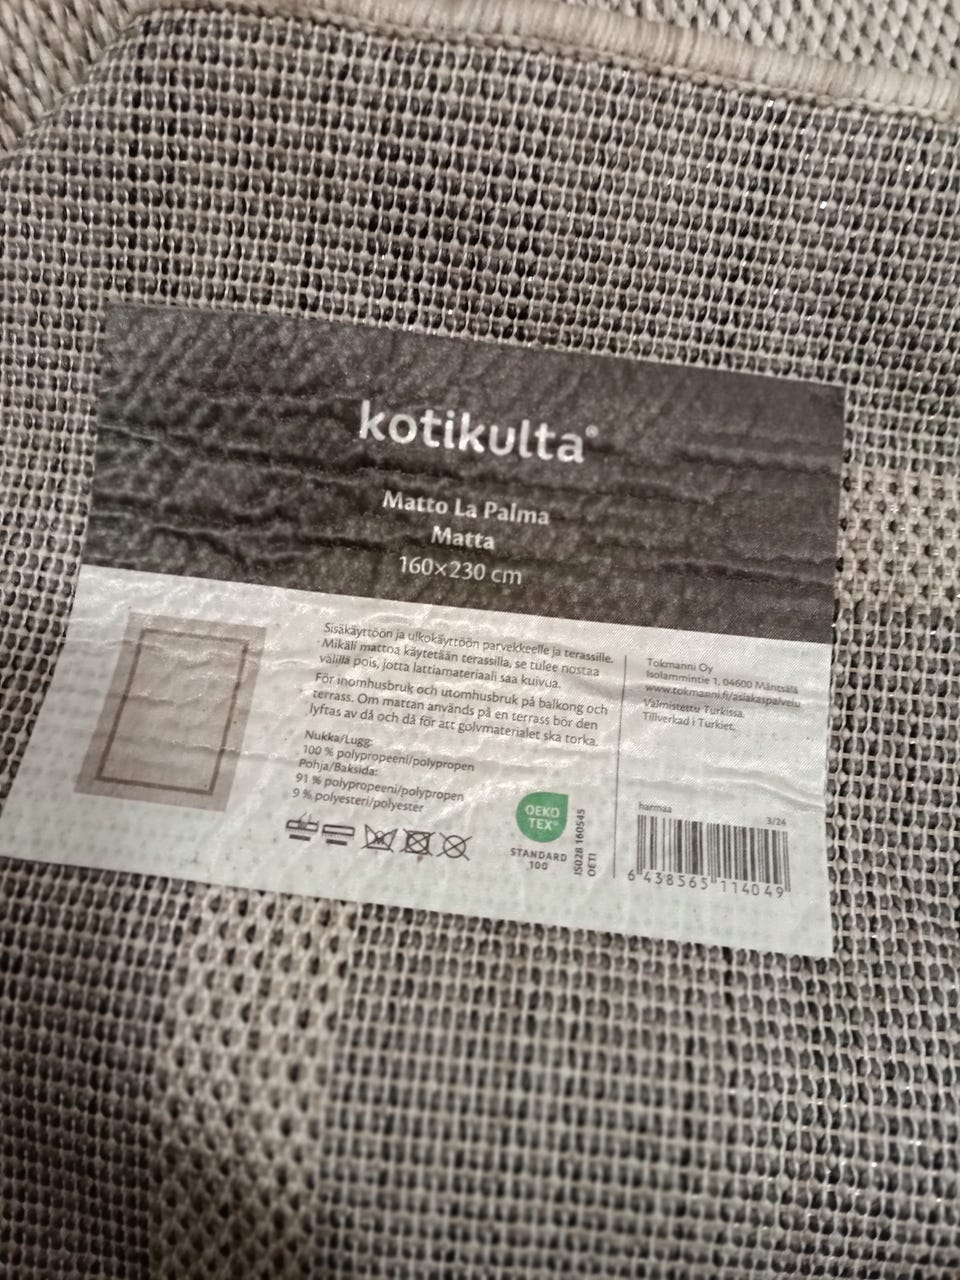 kotikulta®
Matto La Palma
Matta
160×230 cm
Sisäkäyttöön ja ulkokäyttöön parvekkeelle ja terassille.
Mikäli mattoa käytetään terassilla, se tulee nostaa
välillä pois, jotta lattiamateriaali saa kuivua.
För inomhusbruk och utomhusbruk på balkong och
terrass. Om mattan används på en terrass bör den
lyftas av då och då för att golvmaterialet ska torka.
Nukka/Lugg:
100 % polypropeeni/polypropen
Pohja/Baksida:
91 % polypropeeni/polypropen
9 % polyesteri/polyester
OEKO
TEX®
STANDARD
100
IS028 160545
OETI
Tokmanni Oy
Isolammintie 1, 04600 Mäntsälä
www.tokmanni.fi/asiakaspalvelu
Valmistettu Turkissa.
Tillverkad i Turkiet.
harmaa
3/24
6 438565 114049